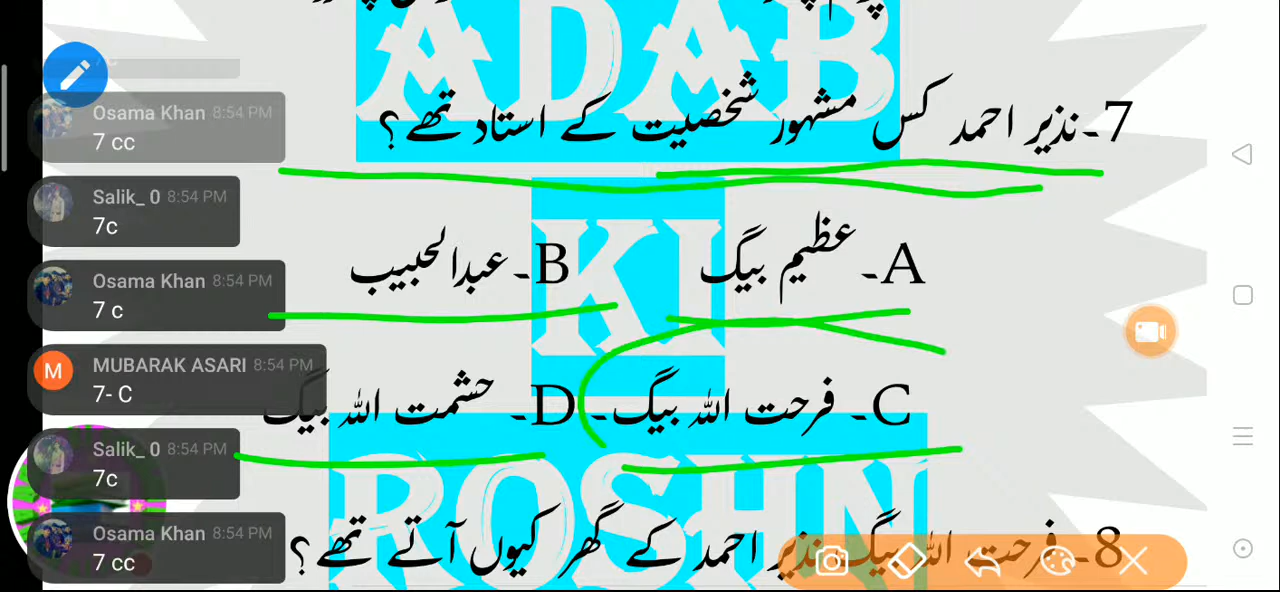 ADAB
7۔نذیر احمد کس مشہور شخصیت کے استاد تھے؟
KI
A۔ عظیم بیگ
B۔ عبدالحبیب
C۔ فرحت اللہ بیگ۔
D۔ حشمت اللہ بیگ
ROSHN
8۔فرحت اللہ بیگ نذیر احمد کے گھر کیوں آتے تھے؟
Osama Khan 8:54 PM
7 cc
Salik_ 0 8:54 PM
7c
Osama Khan 8:54 PM
7 c
M
MUBARAK ASARI 8:54 PM
7- C
Salik_ 0 8:54 PM
7c
Osama Khan 8:54 PM
7 cc